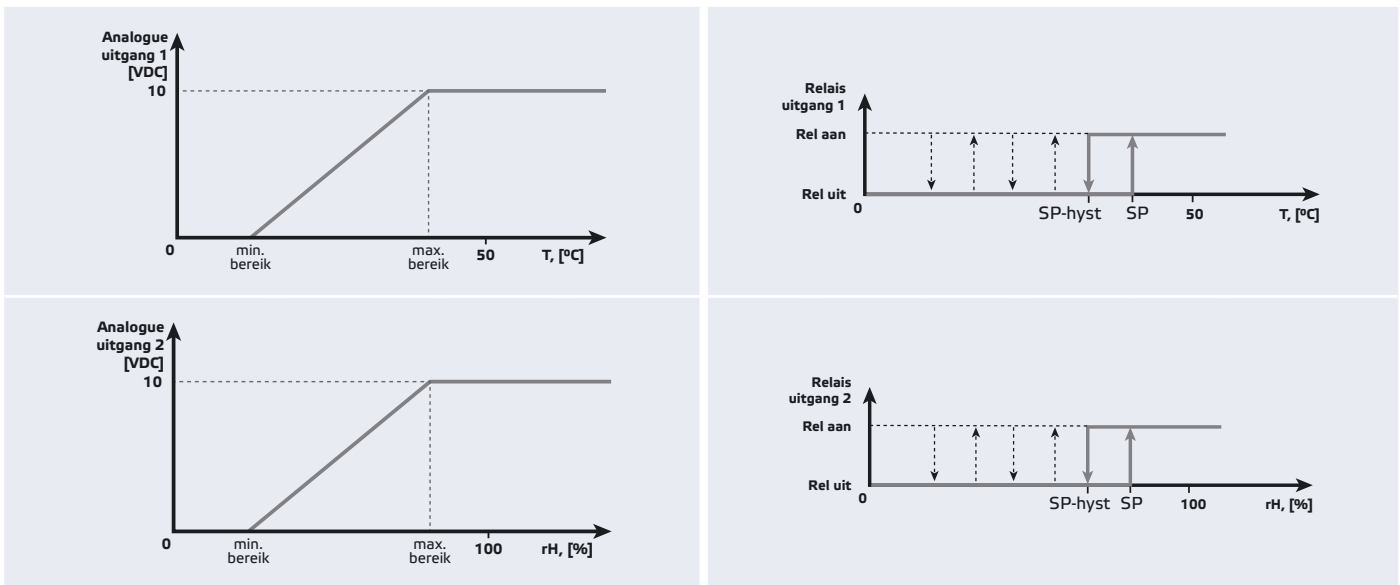 Analogue
uitgang 1
[VDC]
10
0
min.
bereik
max.
bereik
50
T, [ºC]
Relais
uitgang 1
Rel aan
Rel uit
0
SP-hyst
SP
50
T, [ºC]
Analogue
uitgang 2
[VDC]
10
0
min.
bereik
max.
bereik
100
rH, [%]
Relais
uitgang 2
Rel aan
Rel uit
0
SP-hyst
SP
100
rH, [%]